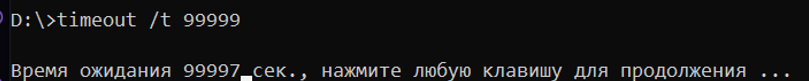 D:\>timeout /t 99999
Время ожидания 99997 сек., нажмите любую клавишу для продолжения ...